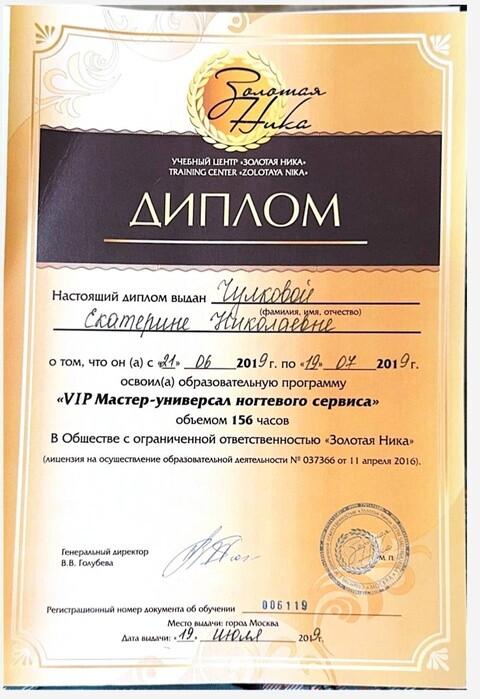 Золотая
Ника
УЧЕБНЫЙ ЦЕНТР «ЗОЛОТАЯ НИКА»
TRAINING CENTER «ZOLOTAYA NIKA»
ДИПЛОМ
Настоящий диплом выдан Чулковой
(фамилия, имя, отчество)
Екатерине Николаевне
о том, что он (а) с «21» 06 2019 г. по «19» 07 2019 г.
освоил(а) образовательную программу
«VIP Мастер-универсал ногтевого сервиса»
объемом 156 часов
В Обществе с ограниченной ответственностью «Золотая Ника»
(лицензия на осуществление образовательной деятельности № 037366 от 11 апреля 2016).
Генеральный директор
В.В. Голубева
М. П.
Регистрационный номер документа об обучении 006119
Место выдачи: город Москва
Дата выдачи: «19» июля 2019г.